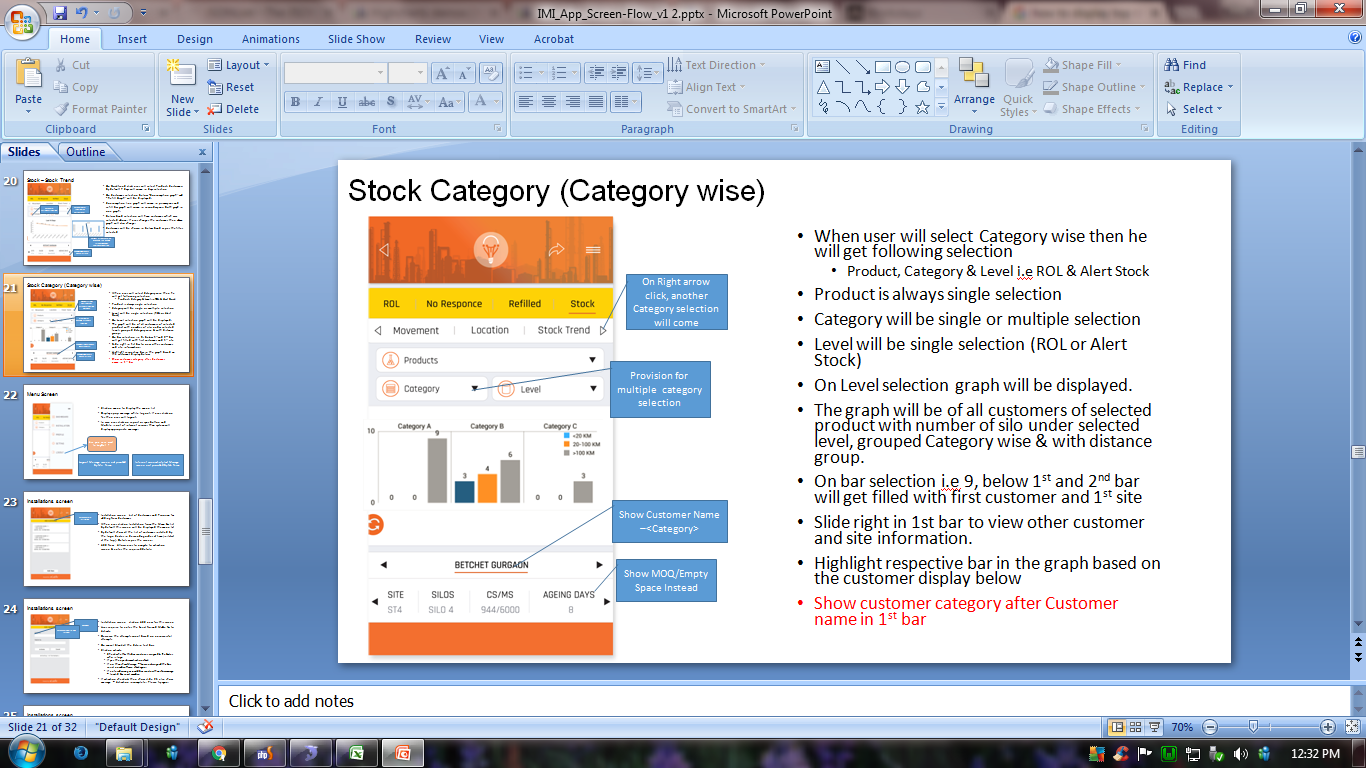 IMI_App_Screen-Flow_v1 2.pptx - Microsoft PowerPoint
Home Insert Design Animations Slide Show Review View Acrobat
Paste
Cut
Copy
Format Painter
Clipboard
New Slide
Layout
Reset
Delete
Slides
B I U abc S AV Aa A
Font
Text Direction
Align Text
Convert to SmartArt
Paragraph
Arrange
Quick Styles
Shape Fill
Shape Outline
Shape Effects
Drawing
Find
Replace
Select
Editing
Slides Outline x
20
Stock – Stock Trend
21
Stock Category (Category wise)
22
Menu Screen
23
Installations screen
24
Installations screen
Stock Category (Category wise)
ROL No Responce Refilled Stock
Movement Location Stock Trend
Products
Category Level
Category A Category B Category C
10
9
<20 KM
20-100 KM
>100 KM
6
4
3
3
0
0 0 0 0
BETCHET GURGAON
SITE SILOS CS/MS AGEING DAYS
ST4 SILO 4 944/6000 8
On Right arrow
click, another
Category selection
will come
Provision for
multiple category
selection
Show Customer Name
–<Category>
Show MOQ/Empty
Space Instead
• When user will select Category wise then he
will get following selection
• Product, Category & Level i.e ROL & Alert Stock
• Product is always single selection
• Category will be single or multiple selection
• Level will be single selection (ROL or Alert
Stock)
• On Level selection graph will be displayed.
• The graph will be of all customers of selected
product with number of silo under selected
level, grouped Category wise & with distance
group.
• On bar selection i.e 9, below 1st and 2nd bar
will get filled with first customer and 1st site
• Slide right in 1st bar to view other customer
and site information.
• Highlight respective bar in the graph based on
the customer display below
• Show customer category after Customer
name in 1st bar
Click to add notes
Slide 21 of 32 "Default Design" 70%
12:32 PM